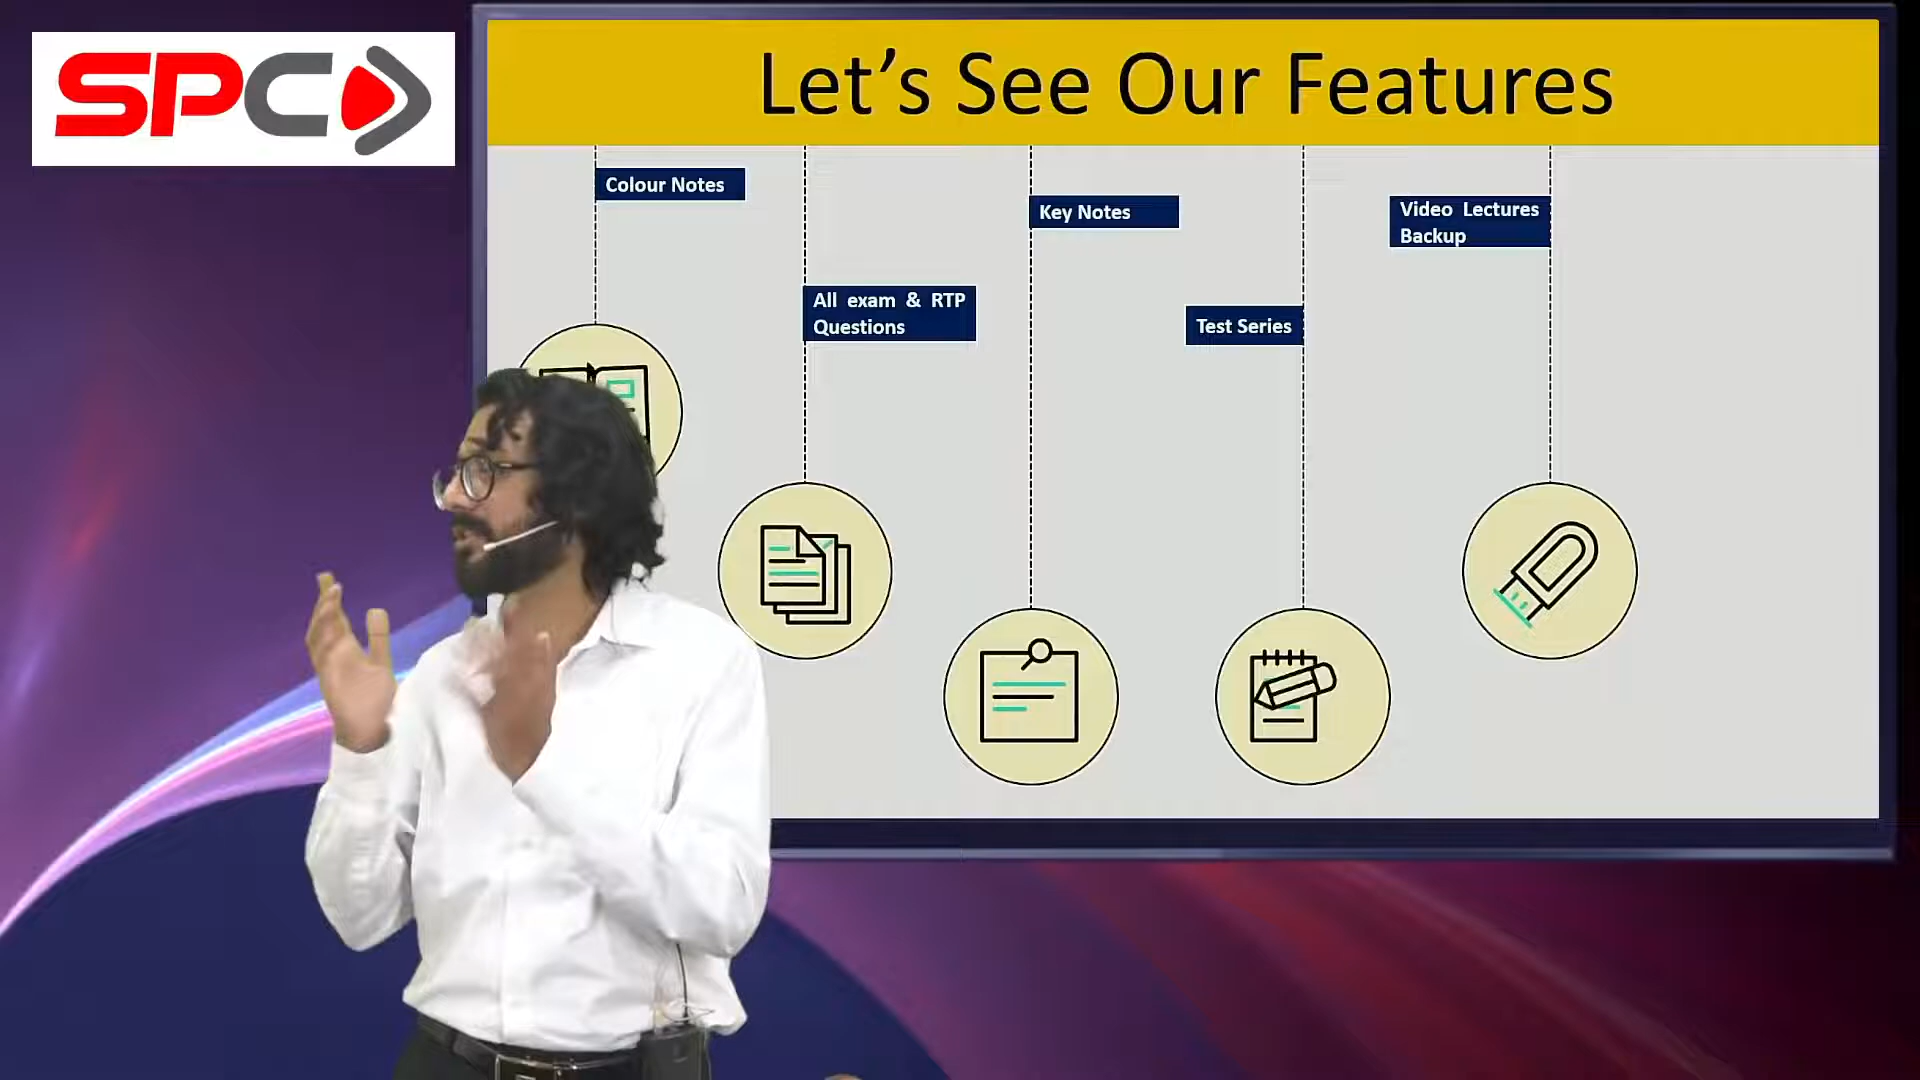 SPC
Let's See Our Features
Colour Notes
All exam & RTP
Questions
Key Notes
Test Series
Video Lectures
Backup